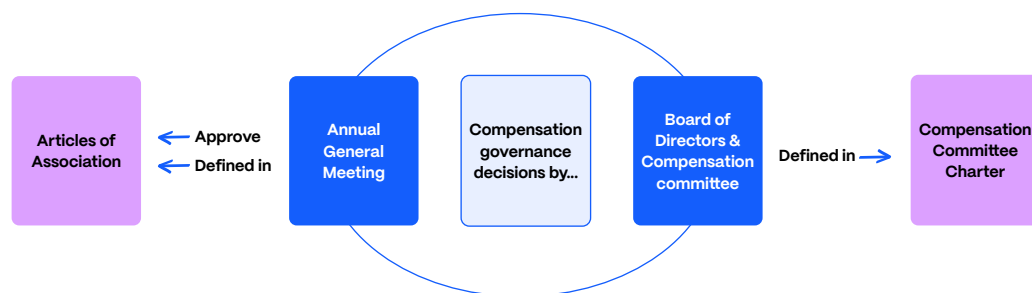 Articles of
Association
Approve
Defined in
Annual
General
Meeting
Compensation
governance
decisions by...
Board of
Directors &
Compensation
committee
Defined in
Compensation
Committee
Charter